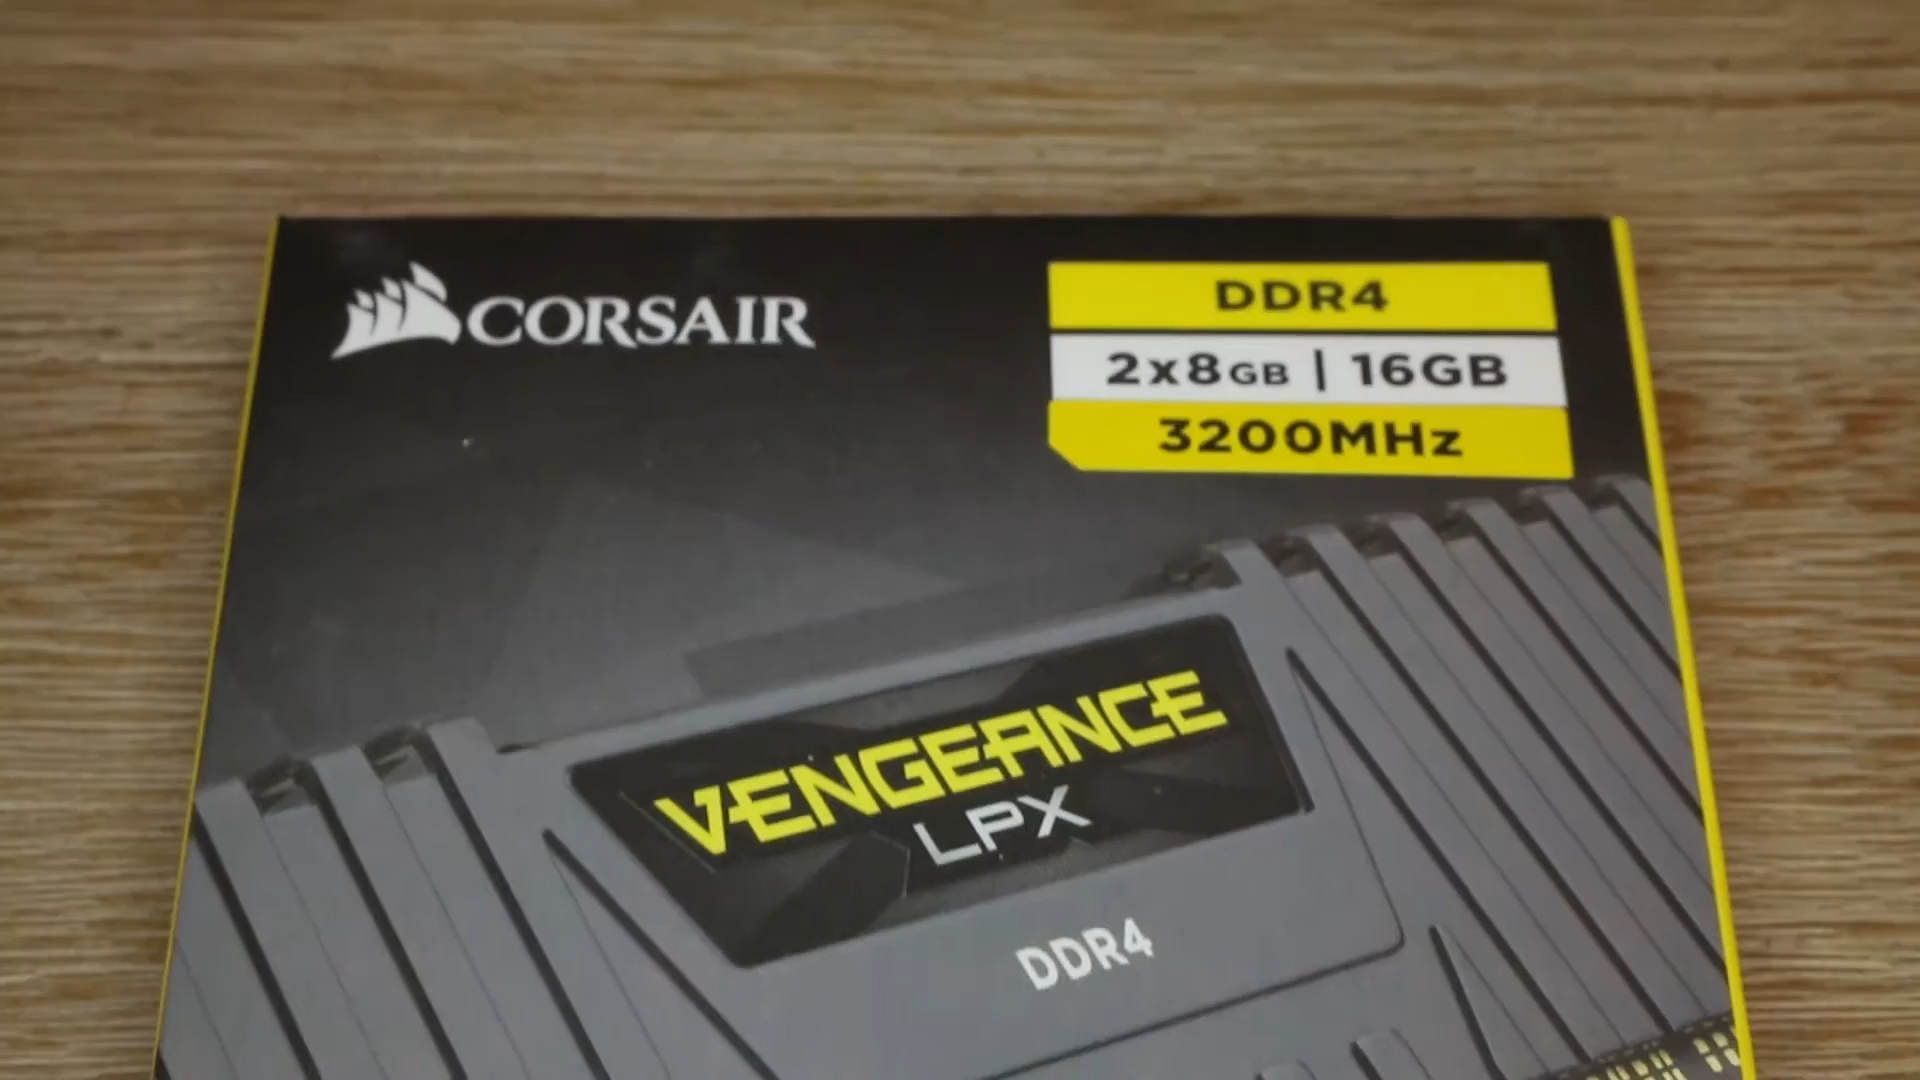 CORSAIR
DDR4
2x8GB | 16GB
3200MHz
VENGEANCE
LPX
DDR4